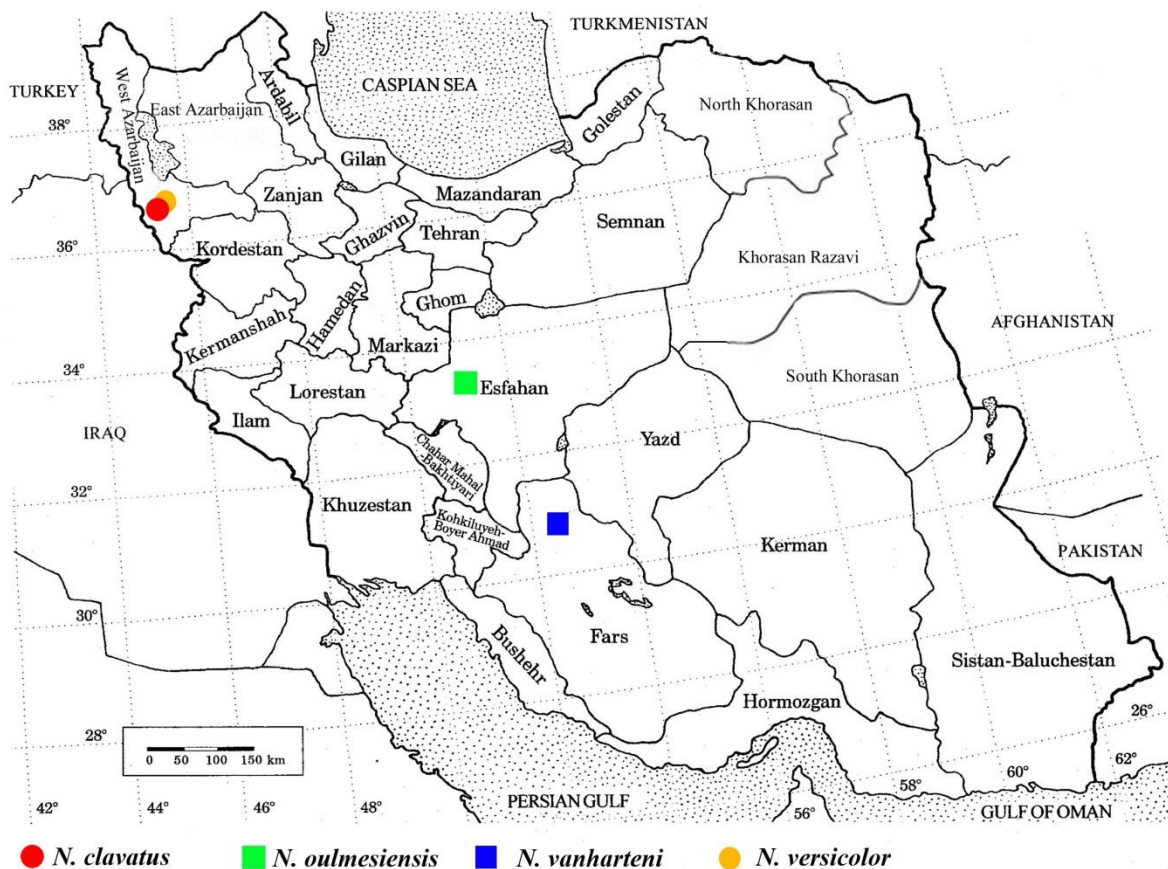 TURKMENISTAN
TURKEY
CASPIAN SEA
West Azarbaijan
East Azarbaijan
Ardabil
Golestan
North Khorasan
38°
Gilan
Mazandaran
Zanjan
Ghazvin
Tehran
Semnan
Kordestan
36°
Khorasan Razavi
Hamedan
Ghom
Kermanshah
Markazi
AFGHANISTAN
34°
Esfahan
South Khorasan
Lorestan
Ilam
IRAQ
Yazd
Chahar Mahal
-Bakhtiyari
32°
Khuzestan
Kohkiluyeh-
Boyer Ahmad
Kerman
PAKISTAN
30°
Fars
Bushehr
Sistan-Baluchestan
Hormozgan
26°
28°
0 50 100 150 km
62°
60°
58°
42° 44° 46° 48°
PERSIAN GULF
56°
GULF OF OMAN
N. clavatus N. oulmesiensis N. vanharteni N. versicolor